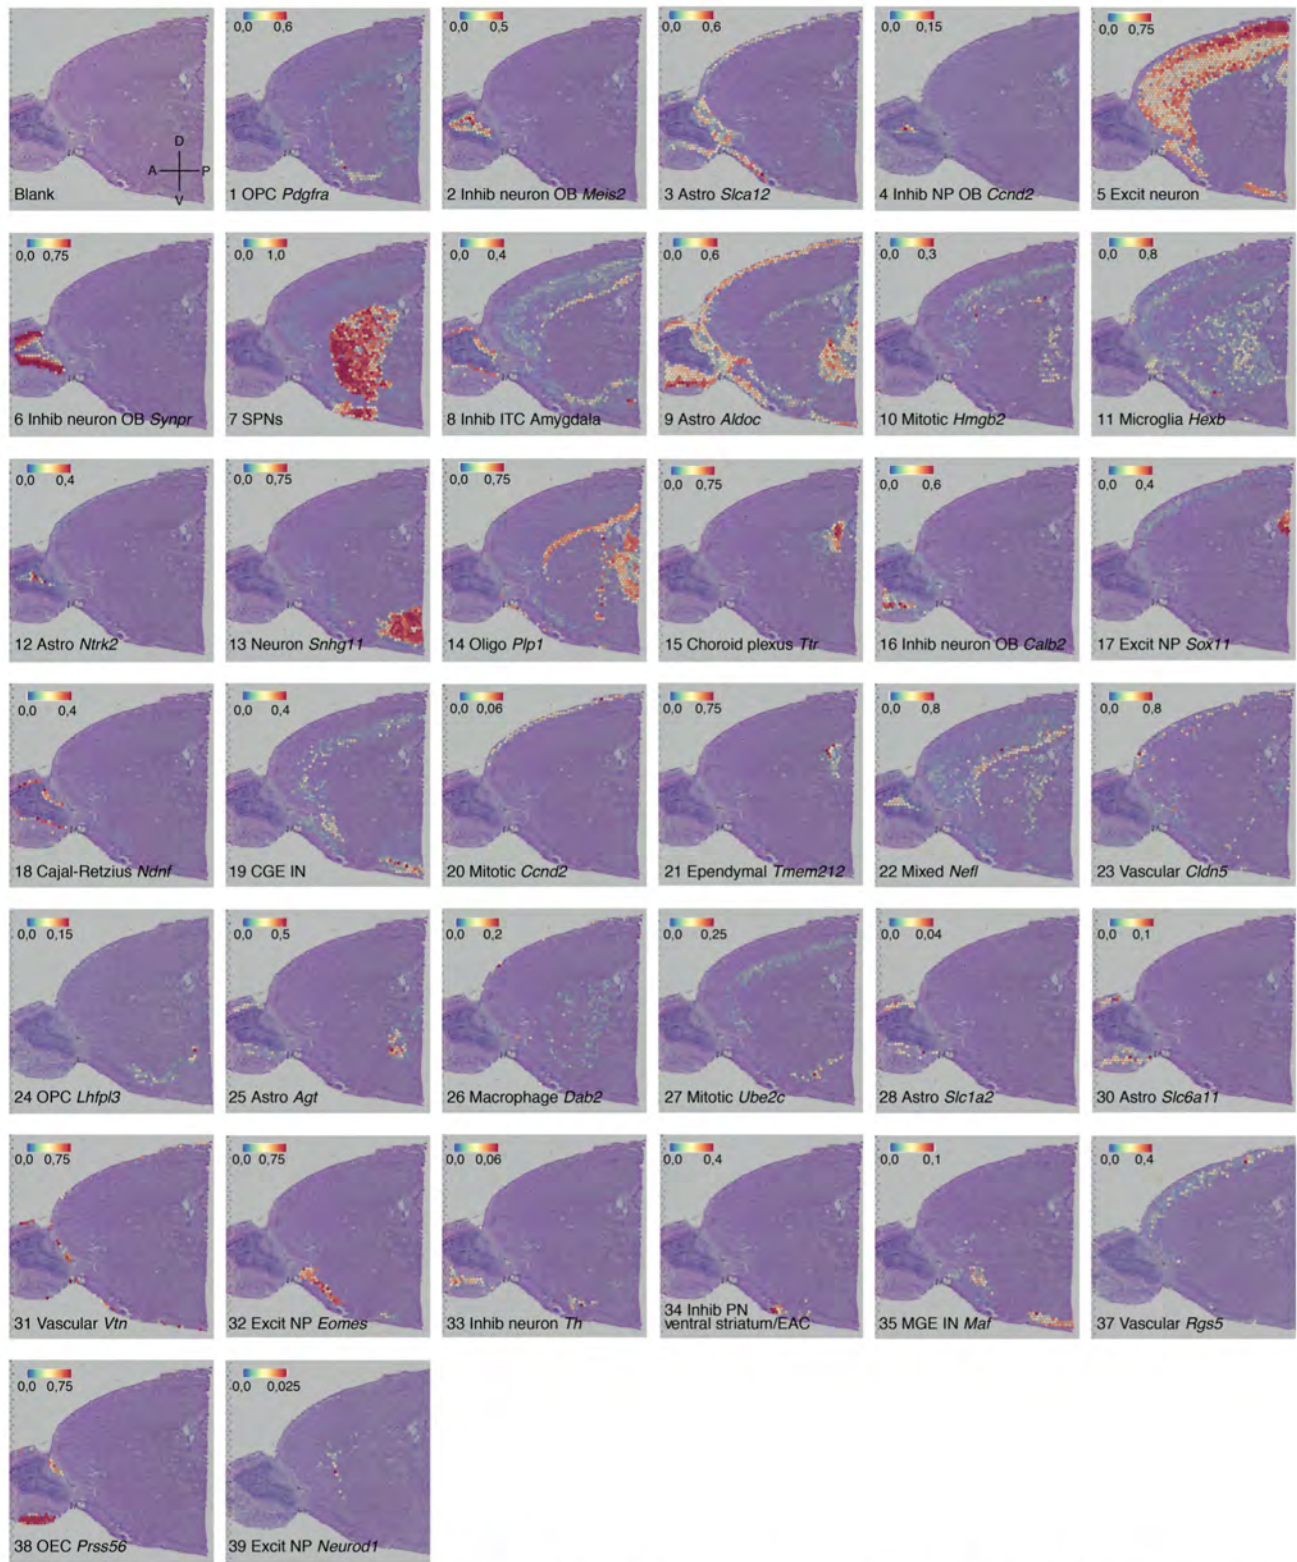 D
A P
V
Blank
0,0 0,6
1 OPC Pdgfra
0,0 0,5
2 Inhib neuron OB Meis2
0,0 0,6
3 Astro Slca12
0,0 0,15
4 Inhib NP OB Ccnd2
0,0 0,75
5 Excit neuron
0,0 0,75
6 Inhib neuron OB Synpr
0,0 1,0
7 SPNs
0,0 0,4
8 Inhib ITC Amygdala
0,0 0,6
9 Astro Aldoc
0,0 0,3
10 Mitotic Hmgb2
0,0 0,8
11 Microglia Hexb
0,0 0,4
12 Astro Ntrk2
0,0 0,75
13 Neuron Snhg11
0,0 0,75
14 Oligo Plp1
0,0 0,75
15 Choroid plexus Ttr
0,0 0,6
16 Inhib neuron OB Calb2
0,0 0,4
17 Excit NP Sox11
0,0 0,4
18 Cajal-Retzius Ndnf
0,0 0,4
19 CGE IN
0,0 0,06
20 Mitotic Ccnd2
0,0 0,75
21 Ependymal Tmem212
0,0 0,8
22 Mixed Nefl
0,0 0,8
23 Vascular Cldn5
0,0 0,15
24 OPC Lhfpl3
0,0 0,5
25 Astro Agt
0,0 0,2
26 Macrophage Dab2
0,0 0,25
27 Mitotic Ube2c
0,0 0,04
28 Astro Slc1a2
0,0 0,1
30 Astro Slc6a11
0,0 0,75
31 Vascular Vtn
0,0 0,75
32 Excit NP Eomes
0,0 0,06
33 Inhib neuron Th
0,0 0,4
34 Inhib PN
ventral striatum/EAC
0,0 0,1
35 MGE IN Maf
0,0 0,4
37 Vascular Rgs5
0,0 0,75
38 OEC Prss56
0,0 0,025
39 Excit NP Neurod1